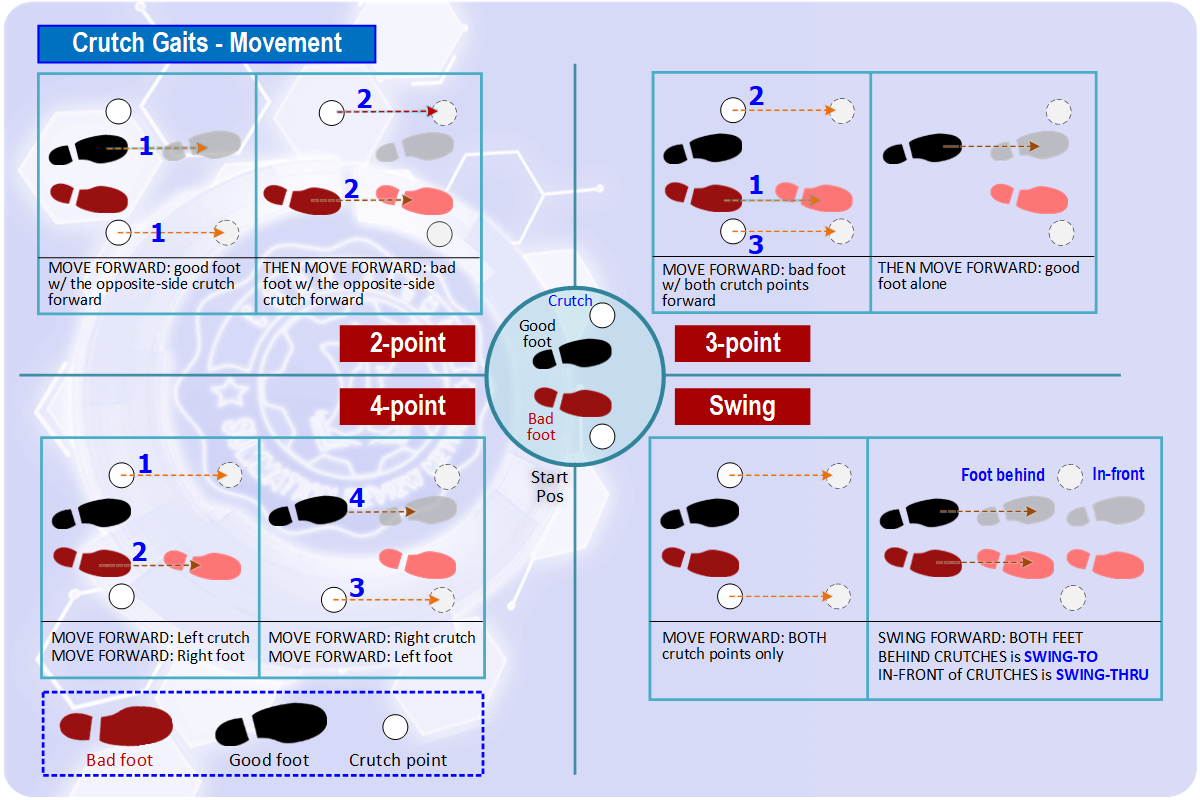 Crutch Gaits - Movement
1
1
MOVE FORWARD: good foot
w/ the opposite-side crutch
forward
2
2
THEN MOVE FORWARD: bad
foot w/ the opposite-side
crutch forward
2-point
2
1
3
MOVE FORWARD: bad foot
w/ both crutch points
forward
THEN MOVE FORWARD: good
foot alone
3-point
Crutch
Good
foot
Bad
foot
Start
Pos
4-point
1
2
MOVE FORWARD: Left crutch
MOVE FORWARD: Right foot
4
3
MOVE FORWARD: Right crutch
MOVE FORWARD: Left foot
Swing
MOVE FORWARD: BOTH
crutch points only
Foot behind
In-front
SWING FORWARD: BOTH FEET
BEHIND CRUTCHES is SWING-TO
IN-FRONT of CRUTCHES is SWING-THRU
Bad foot
Good foot
Crutch point